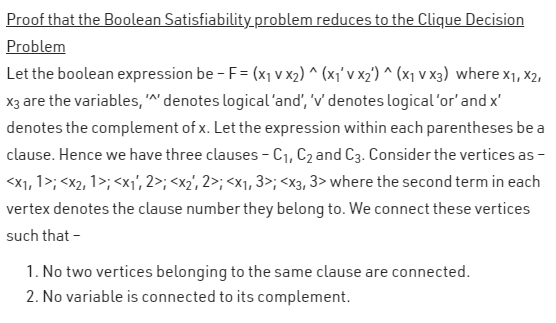 Proof that the Boolean Satisfiability problem reduces to the Clique Decision
Problem
Let the boolean expression be – F = (x₁ v x₂) ^ (x₁' v x₂') ^ (x₁ v x₃) where x₁, x₂,
x₃ are the variables, '^' denotes logical 'and', 'v' denotes logical 'or' and x'
denotes the complement of x. Let the expression within each parentheses be a
clause. Hence we have three clauses – C₁, C₂ and C₃. Consider the vertices as –
<x₁, 1>; <x₂, 1>; <x₁', 2>; <x₂', 2>; <x₁, 3>; <x₃, 3> where the second term in each
vertex denotes the clause number they belong to. We connect these vertices
such that –
1. No two vertices belonging to the same clause are connected.
2. No variable is connected to its complement.